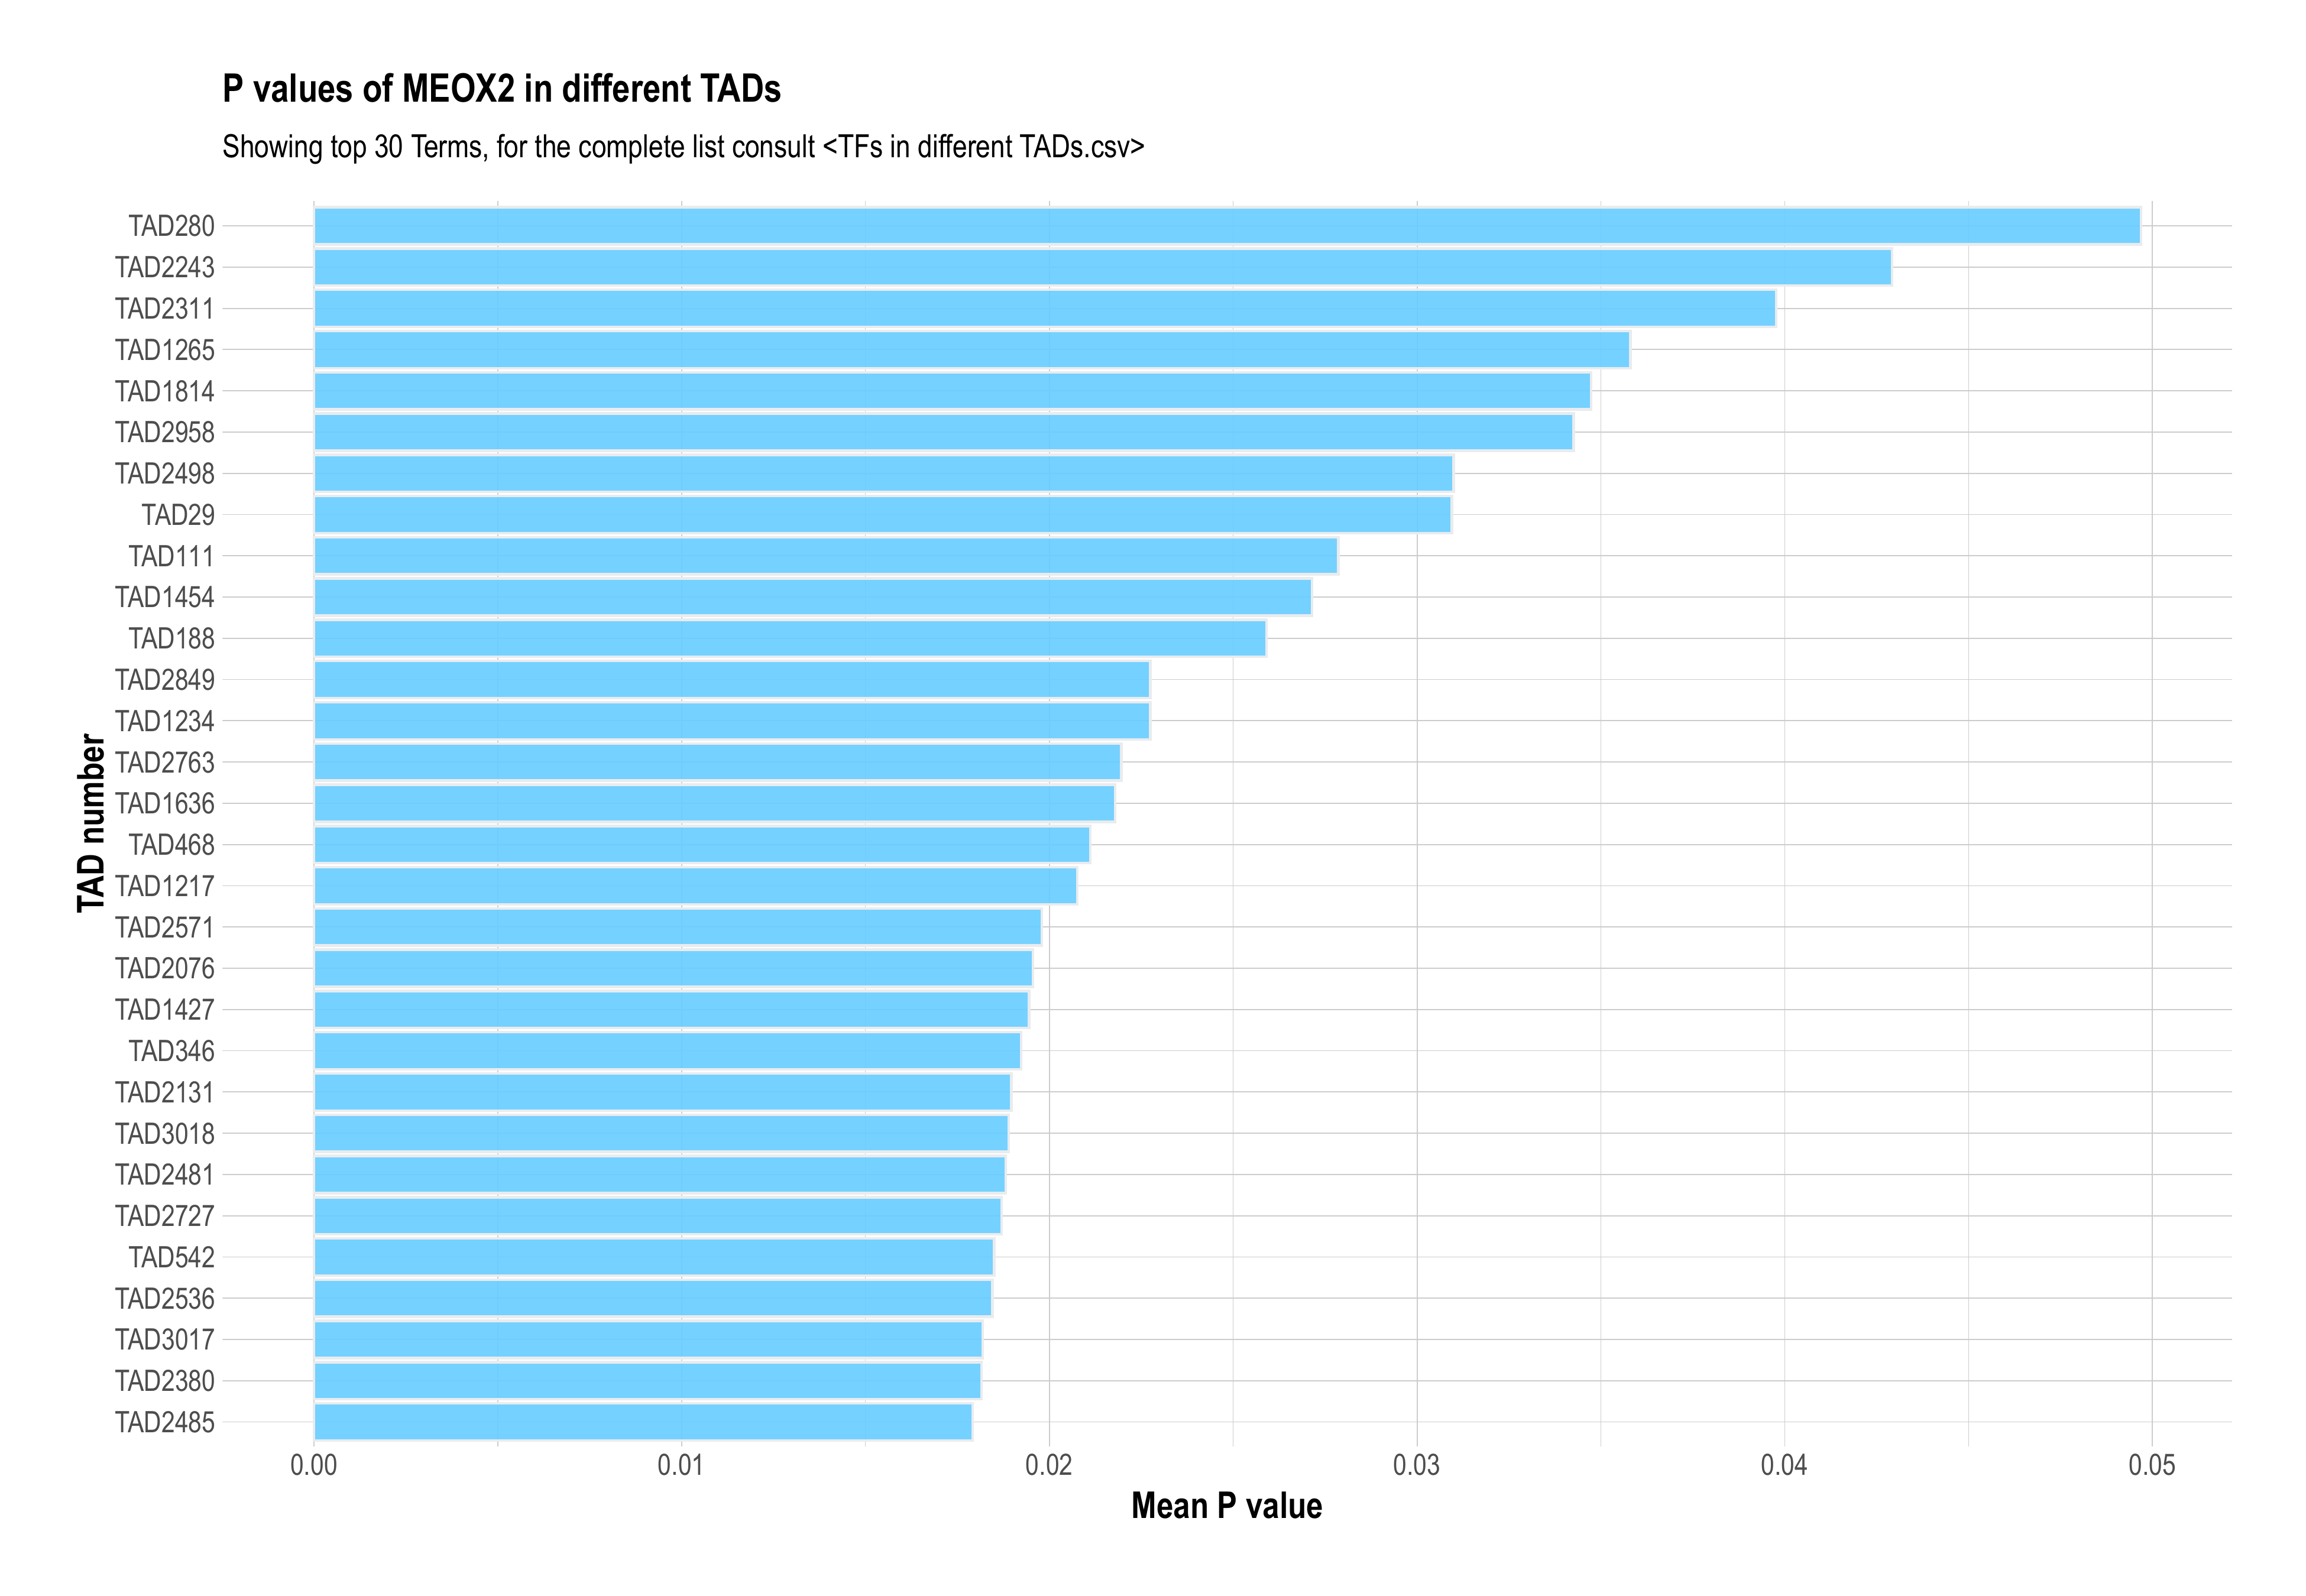 P values of MEOX2 in different TADs
Showing top 30 Terms, for the complete list consult <TFs in different TADs.csv>
TAD number
TAD280
TAD2243
TAD2311
TAD1265
TAD1814
TAD2958
TAD2498
TAD29
TAD111
TAD1454
TAD188
TAD2849
TAD1234
TAD2763
TAD1636
TAD468
TAD1217
TAD2571
TAD2076
TAD1427
TAD346
TAD2131
TAD3018
TAD2481
TAD2727
TAD542
TAD2536
TAD3017
TAD2380
TAD2485
0.00 0.01 0.02 0.03 0.04 0.05
Mean P value